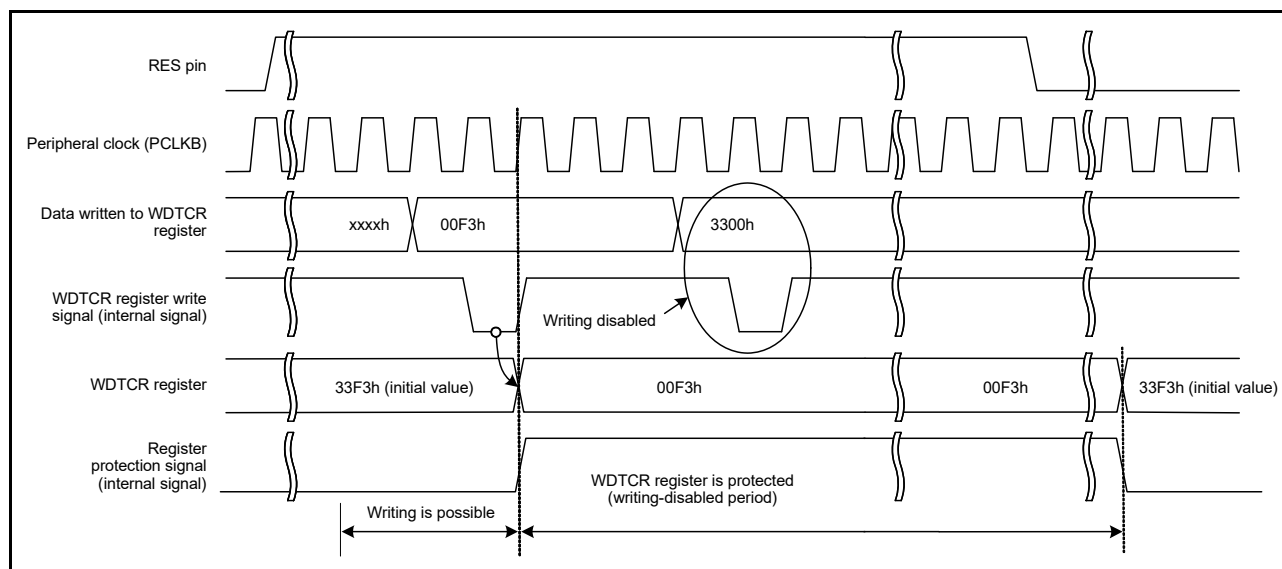 RES pin
Peripheral clock (PCLKB)
Data written to WDTCR
register
xxxxh
00F3h
3300h
WDTCR register write
signal (internal signal)
Writing disabled
WDTCR register
33F3h (initial value)
00F3h
00F3h
33F3h (initial value)
Register
protection signal
(internal signal)
WDTCR register is protected
(writing-disabled period)
Writing is possible